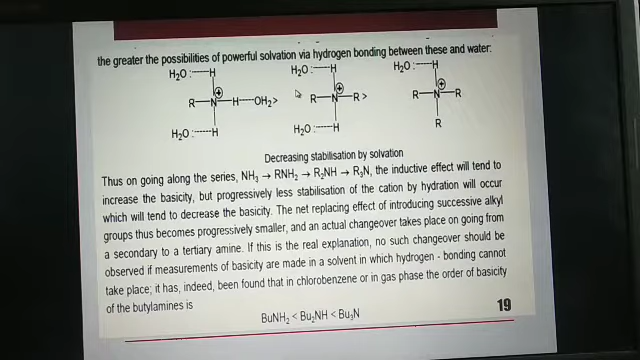 the greater the possibilities of powerful solvation via hydrogen bonding between these and water:
H₂O:----H H₂O:----H H₂O:----H
R—N⊕—H—OH₂> R—N⊕—R> R—N⊕—R
H₂O:----H H₂O:----H R
Decreasing stabilisation by solvation
Thus on going along the series, NH₃ → RNH₂ → R₂NH → R₃N, the inductive effect will tend to
increase the basicity, but progressively less stabilisation of the cation by hydration will occur
which will tend to decrease the basicity. The net replacing effect of introducing successive alkyl
groups thus becomes progressively smaller, and an actual changeover takes place on going from
a secondary to a tertiary amine. If this is the real explanation, no such changeover should be
observed if measurements of basicity are made in a solvent in which hydrogen - bonding cannot
take place; it has, indeed, been found that in chlorobenzene or in gas phase the order of basicity
of the butylamines is
BuNH₂ < Bu₂NH < Bu₃N
19